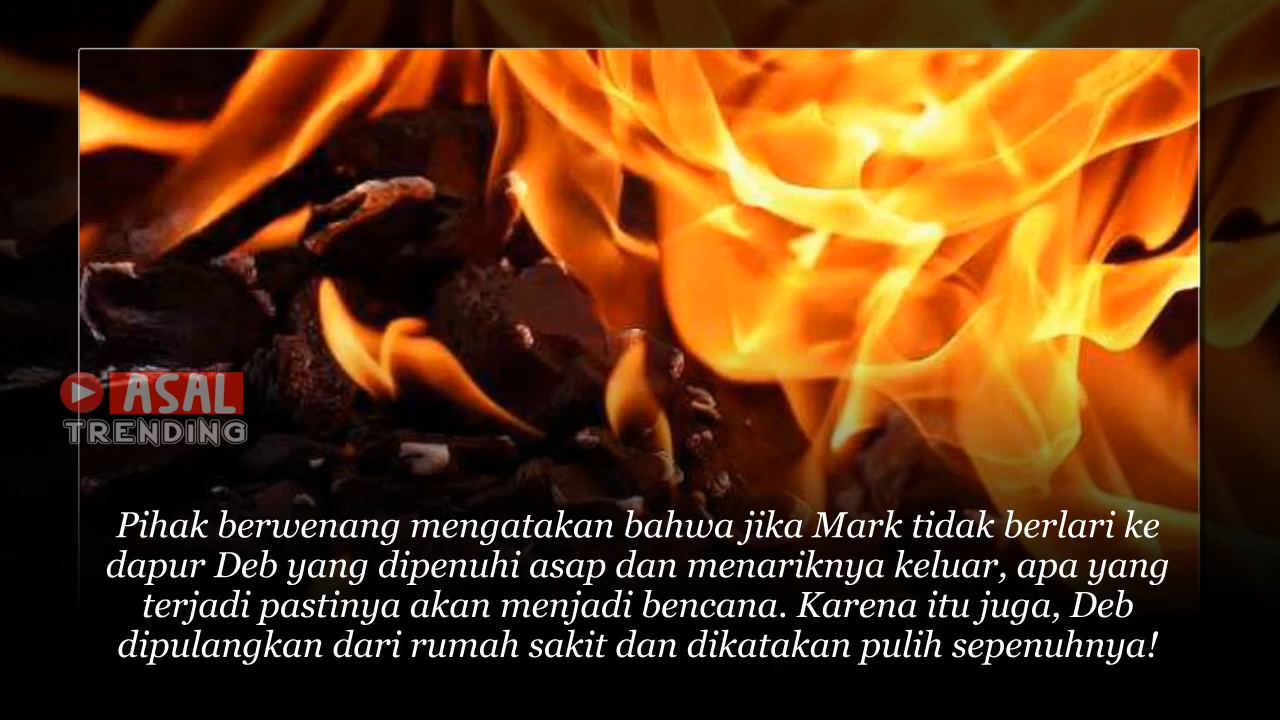 ASAL
TRENDING
Pihak berwenang mengatakan bahwa jika Mark tidak berlari ke
dapur Deb yang dipenuhi asap dan menariknya keluar, apa yang
terjadi pastinya akan menjadi bencana. Karena itu juga, Deb
dipulangkan dari rumah sakit dan dikatakan pulih sepenuhnya!